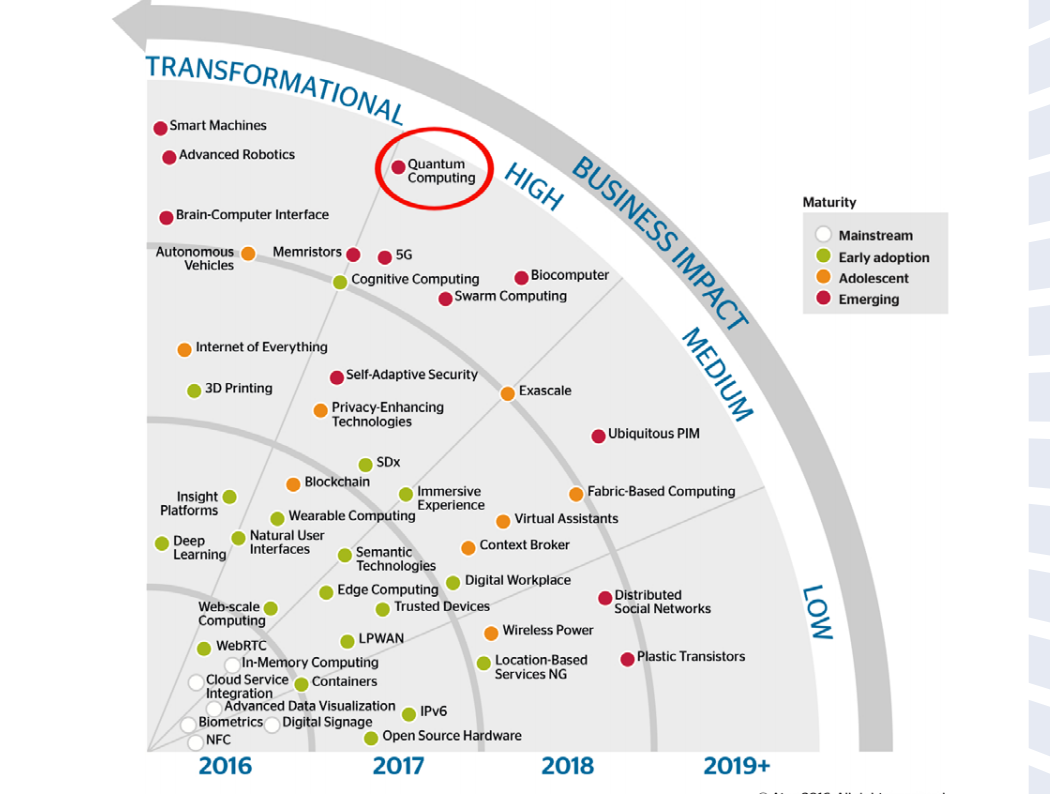 TRANSFORMATIONAL
HIGH
MEDIUM
LOW
BUSINESS IMPACT
Smart Machines
Advanced Robotics
Quantum
Computing
Brain-Computer Interface
Autonomous
Vehicles
Memristors
5G
Cognitive Computing
Biocomputer
Swarm Computing
Internet of Everything
3D Printing
Self-Adaptive Security
Privacy-Enhancing
Technologies
Exascale
Ubiquitous PIM
SDx
Blockchain
Insight
Platforms
Immersive
Experience
Fabric-Based Computing
Wearable Computing
Virtual Assistants
Deep
Learning
Natural User
Interfaces
Semantic
Technologies
Context Broker
Edge Computing
Digital Workplace
Web-scale
Computing
Trusted Devices
Distributed
Social Networks
WebRTC
LPWAN
Wireless Power
In-Memory Computing
Location-Based
Services NG
Plastic Transistors
Cloud Service
Integration
Containers
Advanced Data Visualization
IPv6
Biometrics
Digital Signage
NFC
Open Source Hardware
2016
2017
2018
2019+
Maturity
Mainstream
Early adoption
Adolescent
Emerging